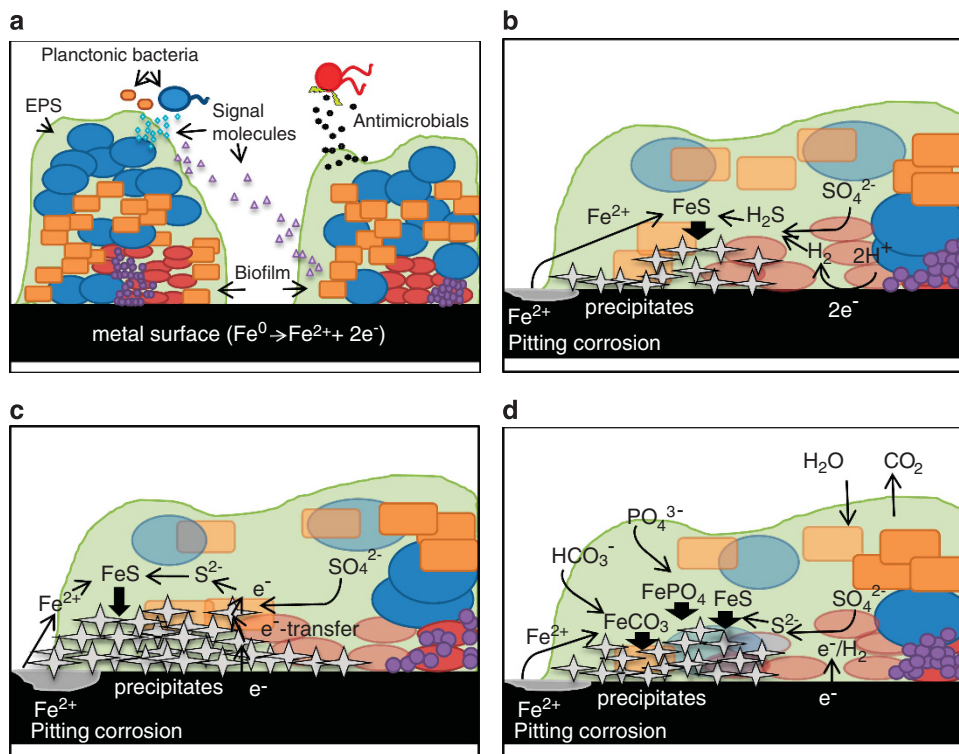 a
Planctonic bacteria
EPS
Signal
molecules
Antimicrobials
Biofilm
metal surface (Fe⁰→Fe²⁺+ 2e⁻)
b
SO₄²⁻
Fe²⁺
FeS
H₂S
H₂
2H⁺
precipitates
2e⁻
Fe²⁺
Pitting corrosion
c
SO₄²⁻
FeS
S²⁻
e⁻
Fe²⁺
e⁻-transfer
precipitates
e⁻
Fe²⁺
Pitting corrosion
d
H₂O
CO₂
PO₄³⁻
HCO₃⁻
FePO₄
FeS
SO₄²⁻
FeCO₃
S²⁻
Fe²⁺
e⁻/H₂
precipitates
e⁻
Fe²⁺
Pitting corrosion